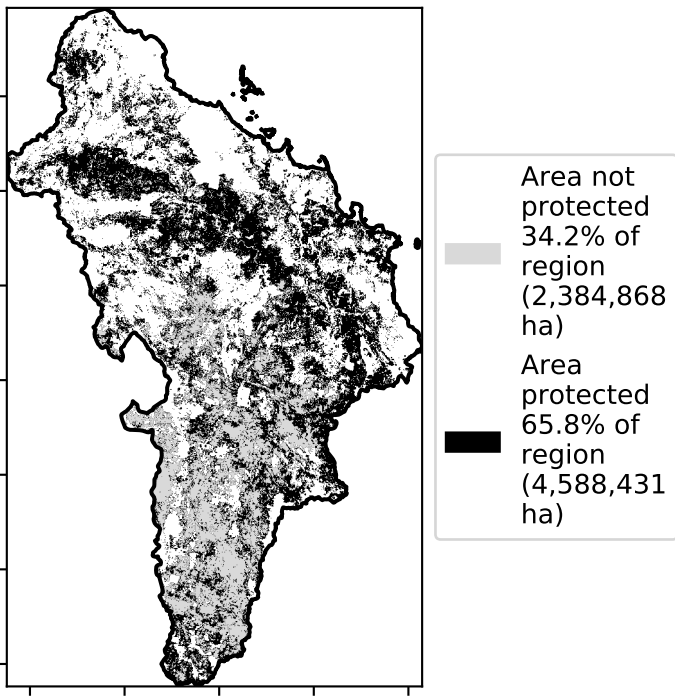 Area not
protected
34.2% of
region
(2,384,868
ha)
Area
protected
65.8% of
region
(4,588,431
ha)